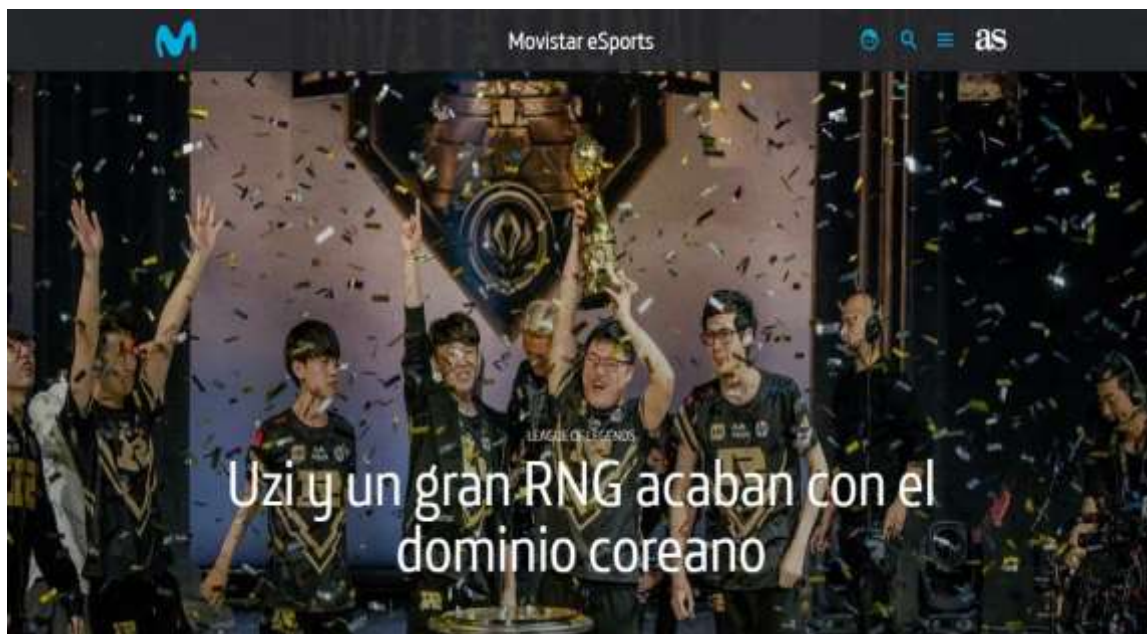 Movistar eSports
as
LEAGUE OF LEGENDS
Uzi y un gran RNG acaban con el
dominio coreano